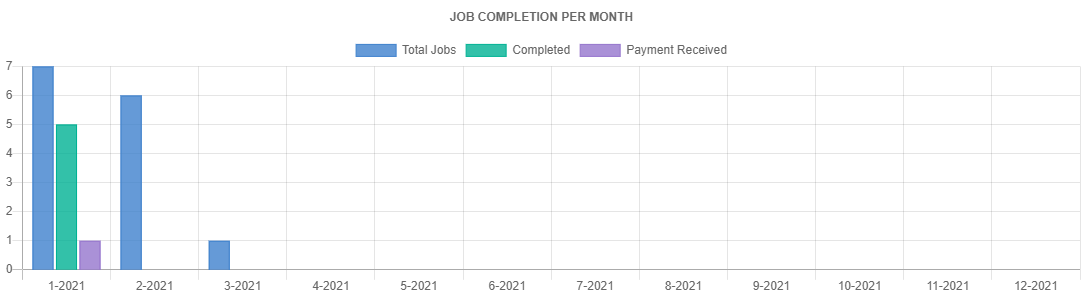 JOB COMPLETION PER MONTH
Total Jobs Completed Payment Received
7
6
5
4
3
2
1
0
1-2021 2-2021 3-2021 4-2021 5-2021 6-2021 7-2021 8-2021 9-2021 10-2021 11-2021 12-2021